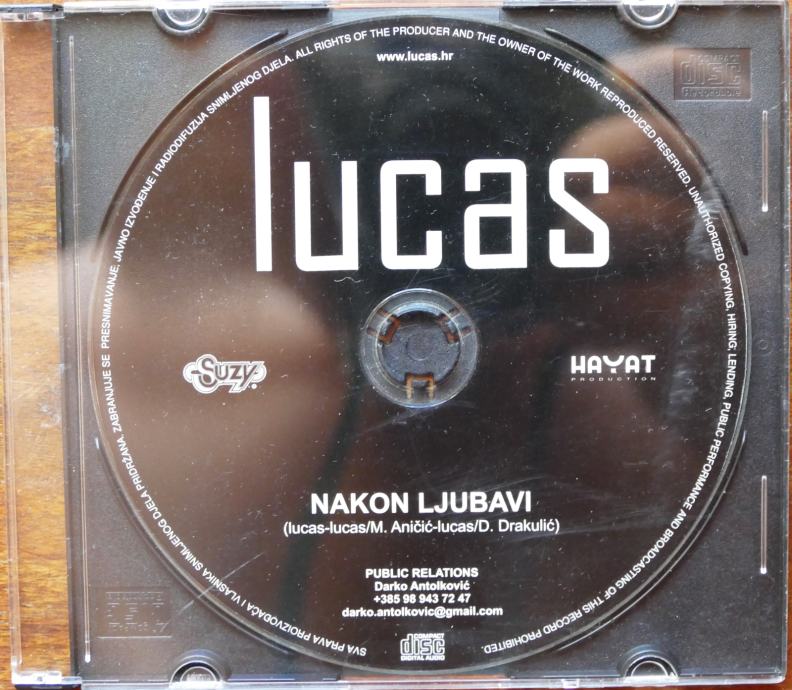 SVA PRAVA PROIZVOĐAČA I VLASNIKA SNIMLJENOG DJELA PRIDRŽANA. ZABRANJUJE SE PRESNIMAVANJE, JAVNO IZVOĐENJE I RADIODIFUZIJA SNIMLJENOG DJELA. ALL RIGHTS OF THE PRODUCER AND THE OWNER OF THE WORK REPRODUCED RESERVED. UNAUTHORIZED COPYING, HIRING; LENDING, PUBLIC PERFORMANCE AND BROADCASTING OF THIS RECORD PROHIBITED.
www.lucas.hr
COMPACT
disc
Recordable
lucas
SUZY
HAYAT
PRODUCTION
NAKON LJUBAVI
(lucas-lucas/M. Aničić-lucas/D. Drakulić)
PUBLIC RELATIONS
Darko Antolković
+385 98 943 72 47
darko.antolkovic@gmail.com
COMPACT
disc
DIGITAL AUDIO